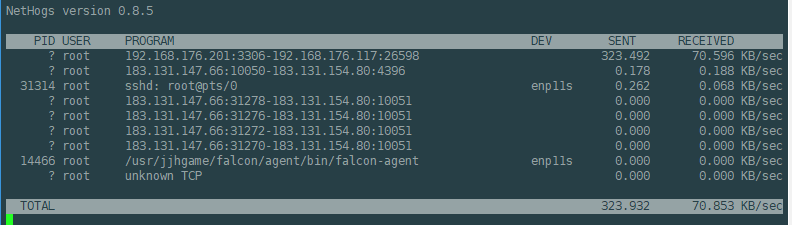 NetHogs version 0.8.5
PID USER PROGRAM DEV SENT RECEIVED
? root 192.168.176.201:3306-192.168.176.117:26598 323.492 70.596 KB/sec
? root 183.131.147.66:10050-183.131.154.80:4396 0.178 0.188 KB/sec
31314 root sshd: root@pts/0 enp11s 0.262 0.068 KB/sec
? root 183.131.147.66:31278-183.131.154.80:10051 0.000 0.000 KB/sec
? root 183.131.147.66:31276-183.131.154.80:10051 0.000 0.000 KB/sec
? root 183.131.147.66:31272-183.131.154.80:10051 0.000 0.000 KB/sec
? root 183.131.147.66:31270-183.131.154.80:10051 0.000 0.000 KB/sec
14466 root /usr/jjhgame/falcon/agent/bin/falcon-agent enp11s 0.000 0.000 KB/sec
? root unknown TCP 0.000 0.000 KB/sec
TOTAL 323.932 70.853 KB/sec